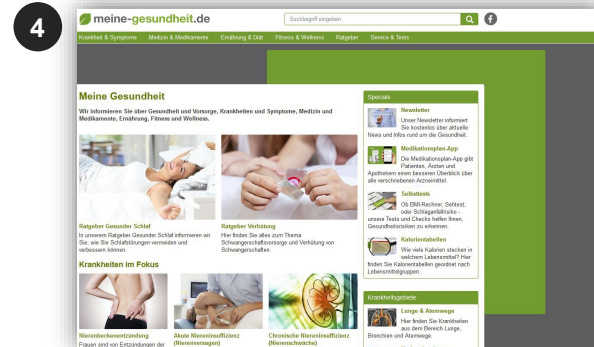 4
meine-gesundheit.de
Suchbegriff eingeben
Krankheit & Symptome Medizin & Medikamente Ernährung & Diät Fitness & Wellness Ratgeber Service & Tests
Meine Gesundheit
Wir informieren Sie über Gesundheit und Vorsorge, Krankheiten und Symptome, Medizin und
Medikamente, Ernährung, Fitness und Wellness.
Ratgeber Gesunder Schlaf
In unserem Ratgeber Gesunder Schlaf informieren wir
Sie, wie Sie Schlafstörungen vermeiden und
verbessern können.
Ratgeber Verhütung
Hier finden Sie alles zum Thema
Schwangerschaftsvorsorge und Verhütung von
Schwangerschaften.
Krankheiten im Fokus
Nierenbeckenentzündung
Frauen sind von Entzündungen der
Akute Niereninsuffizienz
(Nierenversagen)
Chronische Niereninsuffizienz
(Nierenschwäche)
Specials
Newsletter
Unser Newsletter informiert
Sie kostenlos über aktuelle
News und Infos rund um die Gesundheit.
Medikationsplan-App
Die Medikationsplan-App gibt
Patienten, Ärzten und
Apothekern einen besseren Überblick über
alle verschriebenen Arzneimittel.
Selbsttests
Ob BMI-Rechner, Sehtest,
oder Schlaganfallrisiko -
unsere Tests und Checks helfen Ihnen,
Gesundheitsrisiken zu erkennen.
Kalorientabellen
Wie viele Kalorien stecken in
welchem Lebensmittel? Hier
finden Sie Kalorientabellen geordnet nach
Lebensmittelgruppen.
Krankheitsgebiete
Lunge & Atemwege
Hier finden Sie Krankheiten
aus dem Bereich Lunge,
Bronchien und Atemwege.